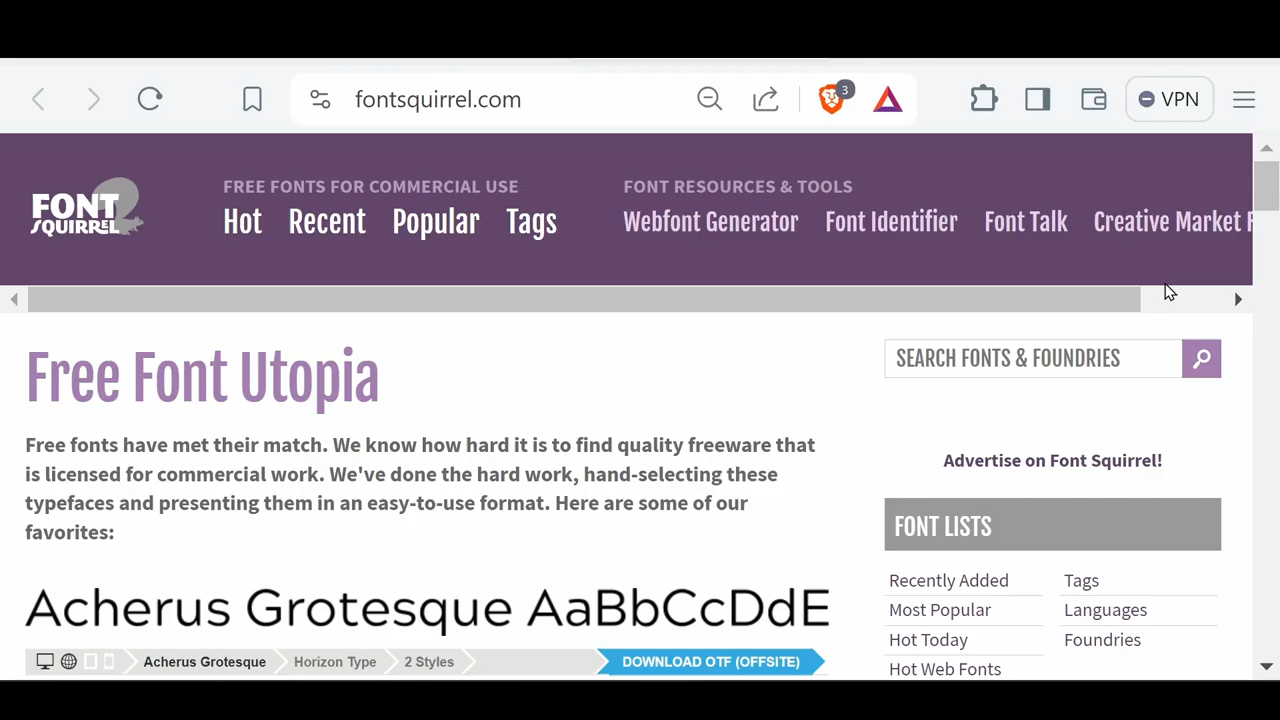 fontsquirrel.com
3
VPN
FONT
SQUIRREL
FREE FONTS FOR COMMERCIAL USE
Hot Recent Popular Tags
FONT RESOURCES & TOOLS
Webfont Generator Font Identifier Font Talk Creative Market F
Free Font Utopia
Free fonts have met their match. We know how hard it is to find quality freeware that
is licensed for commercial work. We've done the hard work, hand-selecting these
typefaces and presenting them in an easy-to-use format. Here are some of our
favorites:
Acherus Grotesque AaBbCcDdE
Acherus Grotesque Horizon Type 2 Styles DOWNLOAD OTF (OFFSITE)
SEARCH FONTS & FOUNDRIES
Advertise on Font Squirrel!
FONT LISTS
Recently Added Tags
Most Popular Languages
Hot Today Foundries
Hot Web Fonts